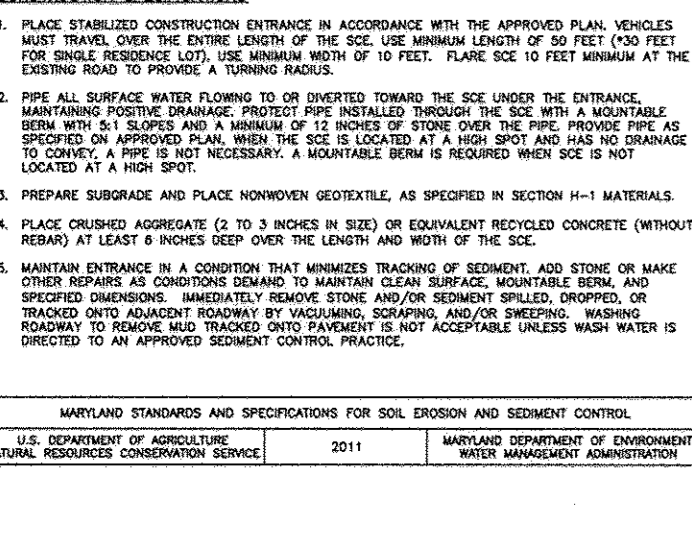 1. PLACE STABILIZED CONSTRUCTION ENTRANCE IN ACCORDANCE WITH THE APPROVED PLAN. VEHICLES
MUST TRAVEL OVER THE ENTIRE LENGTH OF THE SCE. USE MINIMUM LENGTH OF 50 FEET (*30 FEET
FOR SINGLE RESIDENCE LOT). USE MINIMUM WIDTH OF 10 FEET. FLARE SCE 10 FEET MINIMUM AT THE
EXISTING ROAD TO PROVIDE A TURNING RADIUS.
2. PIPE ALL SURFACE WATER FLOWING TO OR DIVERTED TOWARD THE SCE UNDER THE ENTRANCE,
MAINTAINING POSITIVE DRAINAGE. PROTECT PIPE INSTALLED THROUGH THE SCE WITH A MOUNTABLE
BERM WITH 5:1 SLOPES AND A MINIMUM OF 12 INCHES OF STONE OVER THE PIPE. PROVIDE PIPE AS
SPECIFIED ON APPROVED PLAN. WHEN THE SCE IS LOCATED AT A HIGH SPOT AND HAS NO DRAINAGE
TO CONVEY, A PIPE IS NOT NECESSARY. A MOUNTABLE BERM IS REQUIRED WHEN SCE IS NOT
LOCATED AT A HIGH SPOT.
3. PREPARE SUBGRADE AND PLACE NONWOVEN GEOTEXTILE, AS SPECIFIED IN SECTION H-1 MATERIALS.
4. PLACE CRUSHED AGGREGATE (2 TO 3 INCHES IN SIZE) OR EQUIVALENT RECYCLED CONCRETE (WITHOUT
REBAR) AT LEAST 6 INCHES DEEP OVER THE LENGTH AND WIDTH OF THE SCE.
5. MAINTAIN ENTRANCE IN A CONDITION THAT MINIMIZES TRACKING OF SEDIMENT. ADD STONE OR MAKE
OTHER REPAIRS AS CONDITIONS DEMAND TO MAINTAIN CLEAN SURFACE, MOUNTABLE BERM, AND
SPECIFIED DIMENSIONS. IMMEDIATELY REMOVE STONE AND/OR SEDIMENT SPILLED, DROPPED, OR
TRACKED ONTO ADJACENT ROADWAY BY VACUUMING, SCRAPING, AND/OR SWEEPING. WASHING
ROADWAY TO REMOVE MUD TRACKED ONTO PAVEMENT IS NOT ACCEPTABLE UNLESS WASH WATER IS
DIRECTED TO AN APPROVED SEDIMENT CONTROL PRACTICE.
MARYLAND STANDARDS AND SPECIFICATIONS FOR SOIL EROSION AND SEDIMENT CONTROL
U.S. DEPARTMENT OF AGRICULTURE
ATURAL RESOURCES CONSERVATION SERVICE
2011
MARYLAND DEPARTMENT OF ENVIRONMENT
WATER MANAGEMENT ADMINISTRATION